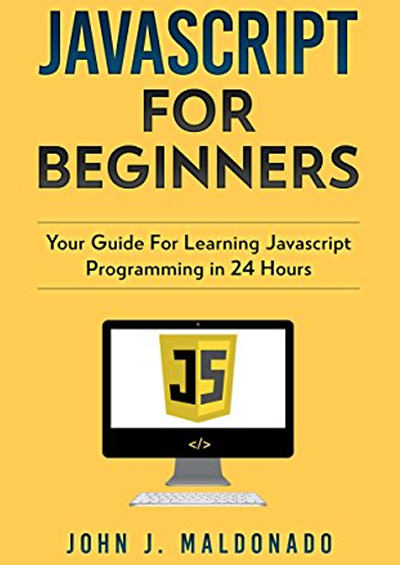 JAVASCRIPT
FOR
BEGINNERS
Your Guide For Learning Javascript
Programming in 24 Hours
JS
</>
JOHN J. MALDONADO